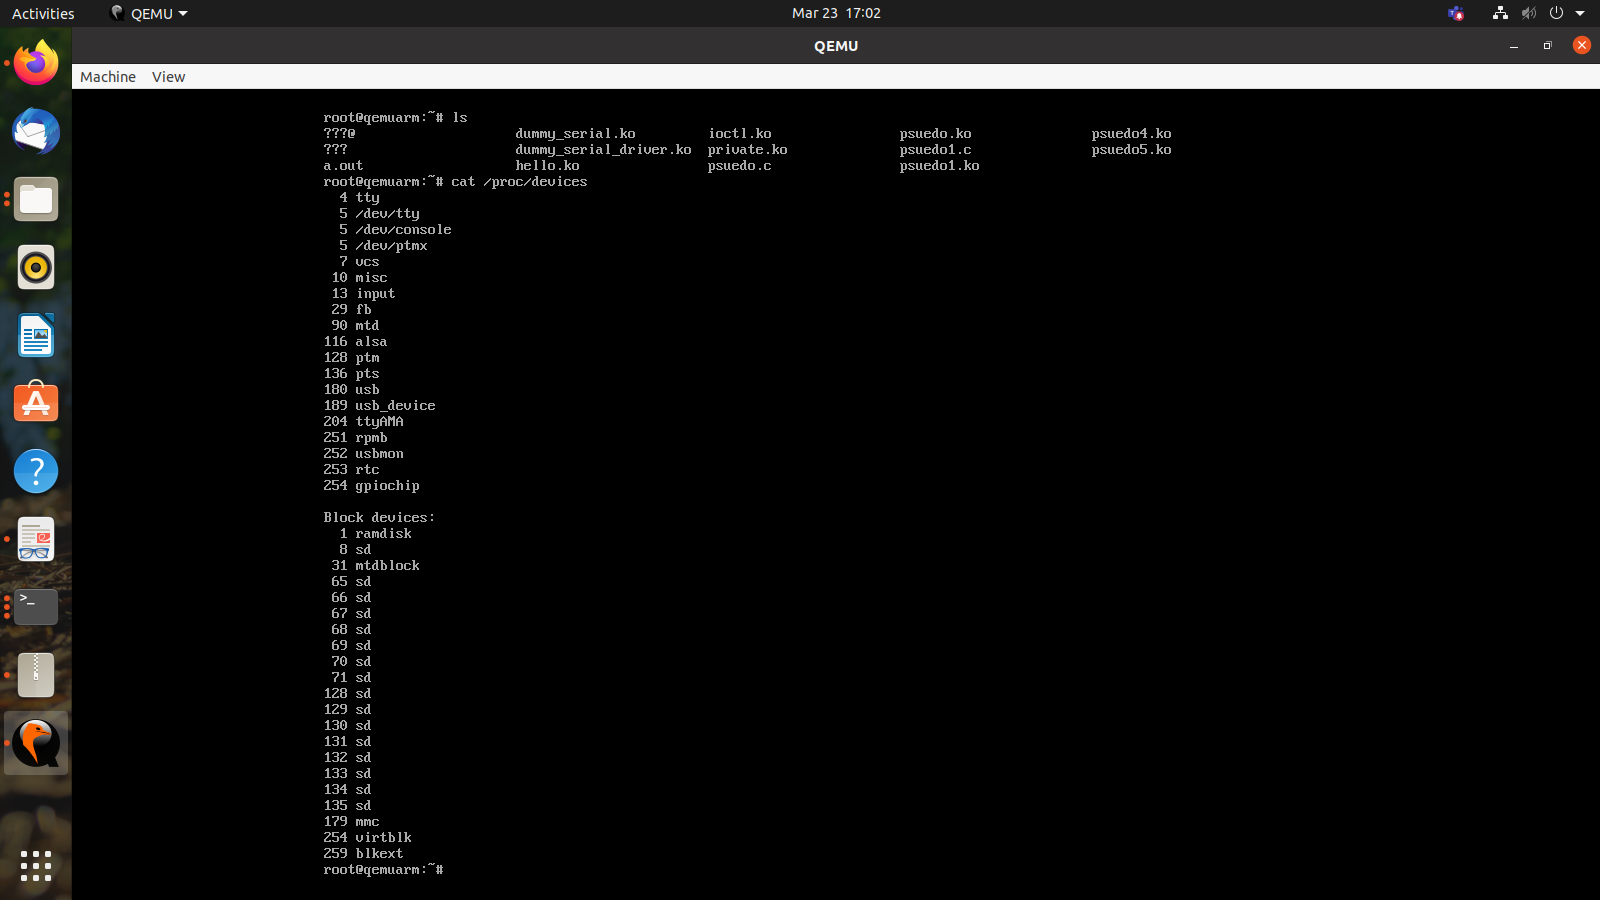 Activities QEMU Mar 23 17:02
QEMU
Machine View
root@qemuarm:~# ls
???@ dummy_serial.ko ioctl.ko psuedo.ko psuedo4.ko
??? dummy_serial_driver.ko private.ko psuedo1.c psuedo5.ko
a.out hello.ko psuedo.c psuedo1.ko
root@qemuarm:~# cat /proc/devices
4 tty
5 /dev/tty
5 /dev/console
5 /dev/ptmx
7 vcs
10 misc
13 input
29 fb
90 mtd
116 alsa
128 ptm
136 pts
180 usb
189 usb_device
204 ttyAMA
251 rpmb
252 usbmon
253 rtc
254 gpiochip
Block devices:
1 ramdisk
8 sd
31 mtdblock
65 sd
66 sd
67 sd
68 sd
69 sd
70 sd
71 sd
128 sd
129 sd
130 sd
131 sd
132 sd
133 sd
134 sd
135 sd
179 mmc
254 virtblk
259 blkext
root@qemuarm:~#